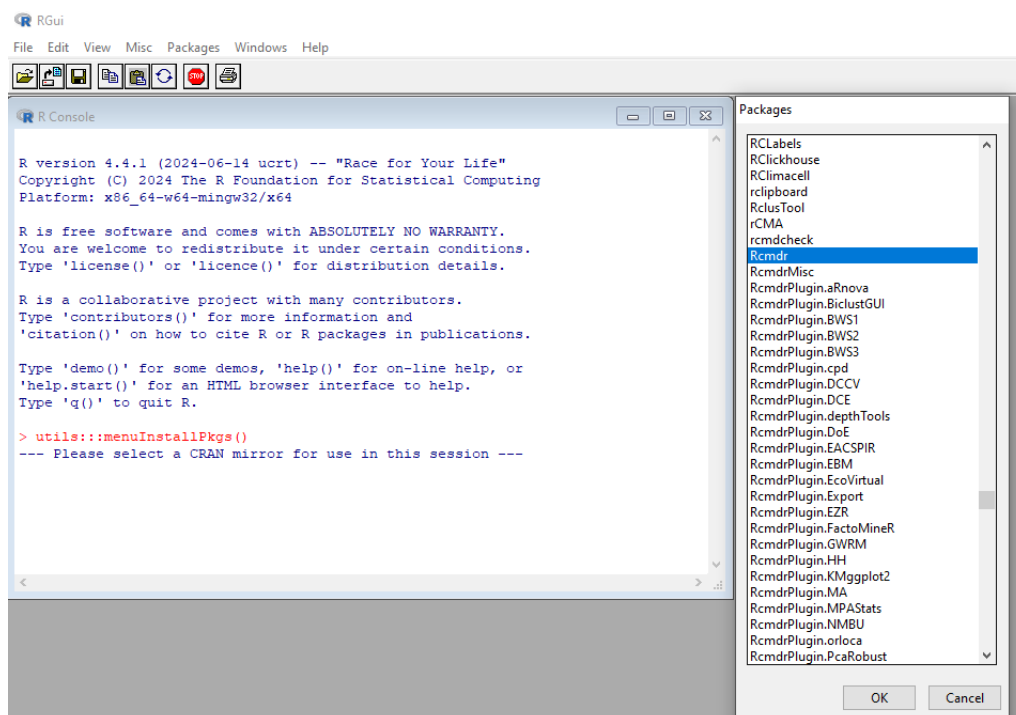 RGui
File Edit View Misc Packages Windows Help
STOP
R Console
R version 4.4.1 (2024-06-14 ucrt) -- "Race for Your Life"
Copyright (C) 2024 The R Foundation for Statistical Computing
Platform: x86_64-w64-mingw32/x64
R is free software and comes with ABSOLUTELY NO WARRANTY.
You are welcome to redistribute it under certain conditions.
Type 'license()' or 'licence()' for distribution details.
R is a collaborative project with many contributors.
Type 'contributors()' for more information and
'citation()' on how to cite R or R packages in publications.
Type 'demo()' for some demos, 'help()' for on-line help, or
'help.start()' for an HTML browser interface to help.
Type 'q()' to quit R.
> utils:::menuInstallPkgs()
--- Please select a CRAN mirror for use in this session ---
Packages
RCLabels
RClickhouse
RClimacell
rclipboard
RclusTool
rCMA
rcmdcheck
Rcmdr
RcmdrMisc
RcmdrPlugin.aRnova
RcmdrPlugin.BiclustGUI
RcmdrPlugin.BWS1
RcmdrPlugin.BWS2
RcmdrPlugin.BWS3
RcmdrPlugin.cpd
RcmdrPlugin.DCCV
RcmdrPlugin.DCE
RcmdrPlugin.depthTools
RcmdrPlugin.DoE
RcmdrPlugin.EACSPIR
RcmdrPlugin.EBM
RcmdrPlugin.EcoVirtual
RcmdrPlugin.Export
RcmdrPlugin.EZR
RcmdrPlugin.FactoMineR
RcmdrPlugin.GWRM
RcmdrPlugin.HH
RcmdrPlugin.KMggplot2
RcmdrPlugin.MA
RcmdrPlugin.MPAStats
RcmdrPlugin.NMBU
RcmdrPlugin.orloca
RcmdrPlugin.PcaRobust
OK Cancel